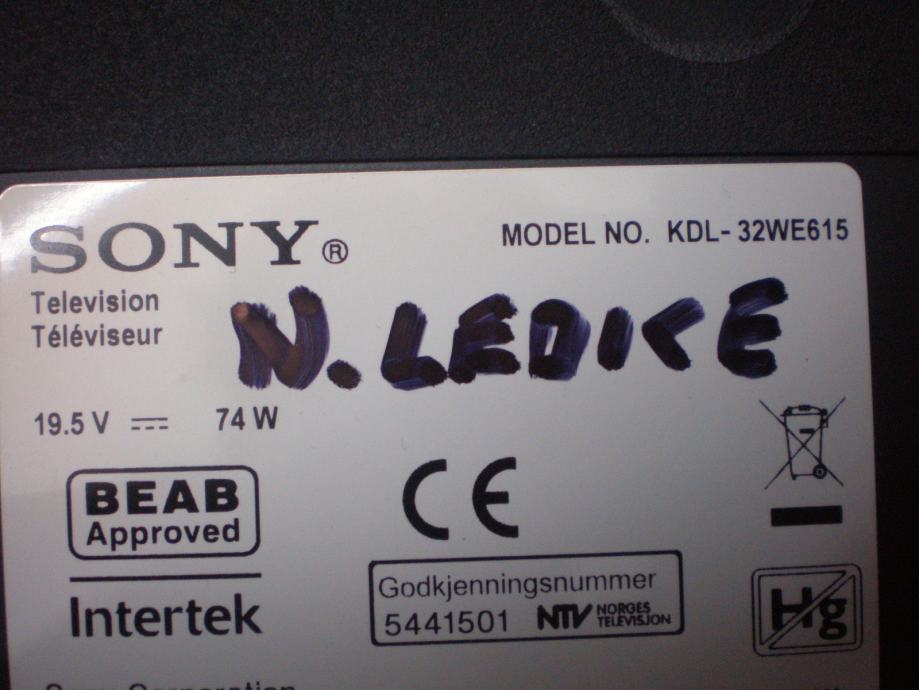 SONY®
MODEL NO. KDL-32WE615
Television
Téléviseur
N. LEDICE
19.5 V 74 W
BEAB
Approved
CE
Intertek
Godkjenningsnummer
5441501 NTV NORGES TELEVISJON
Hg